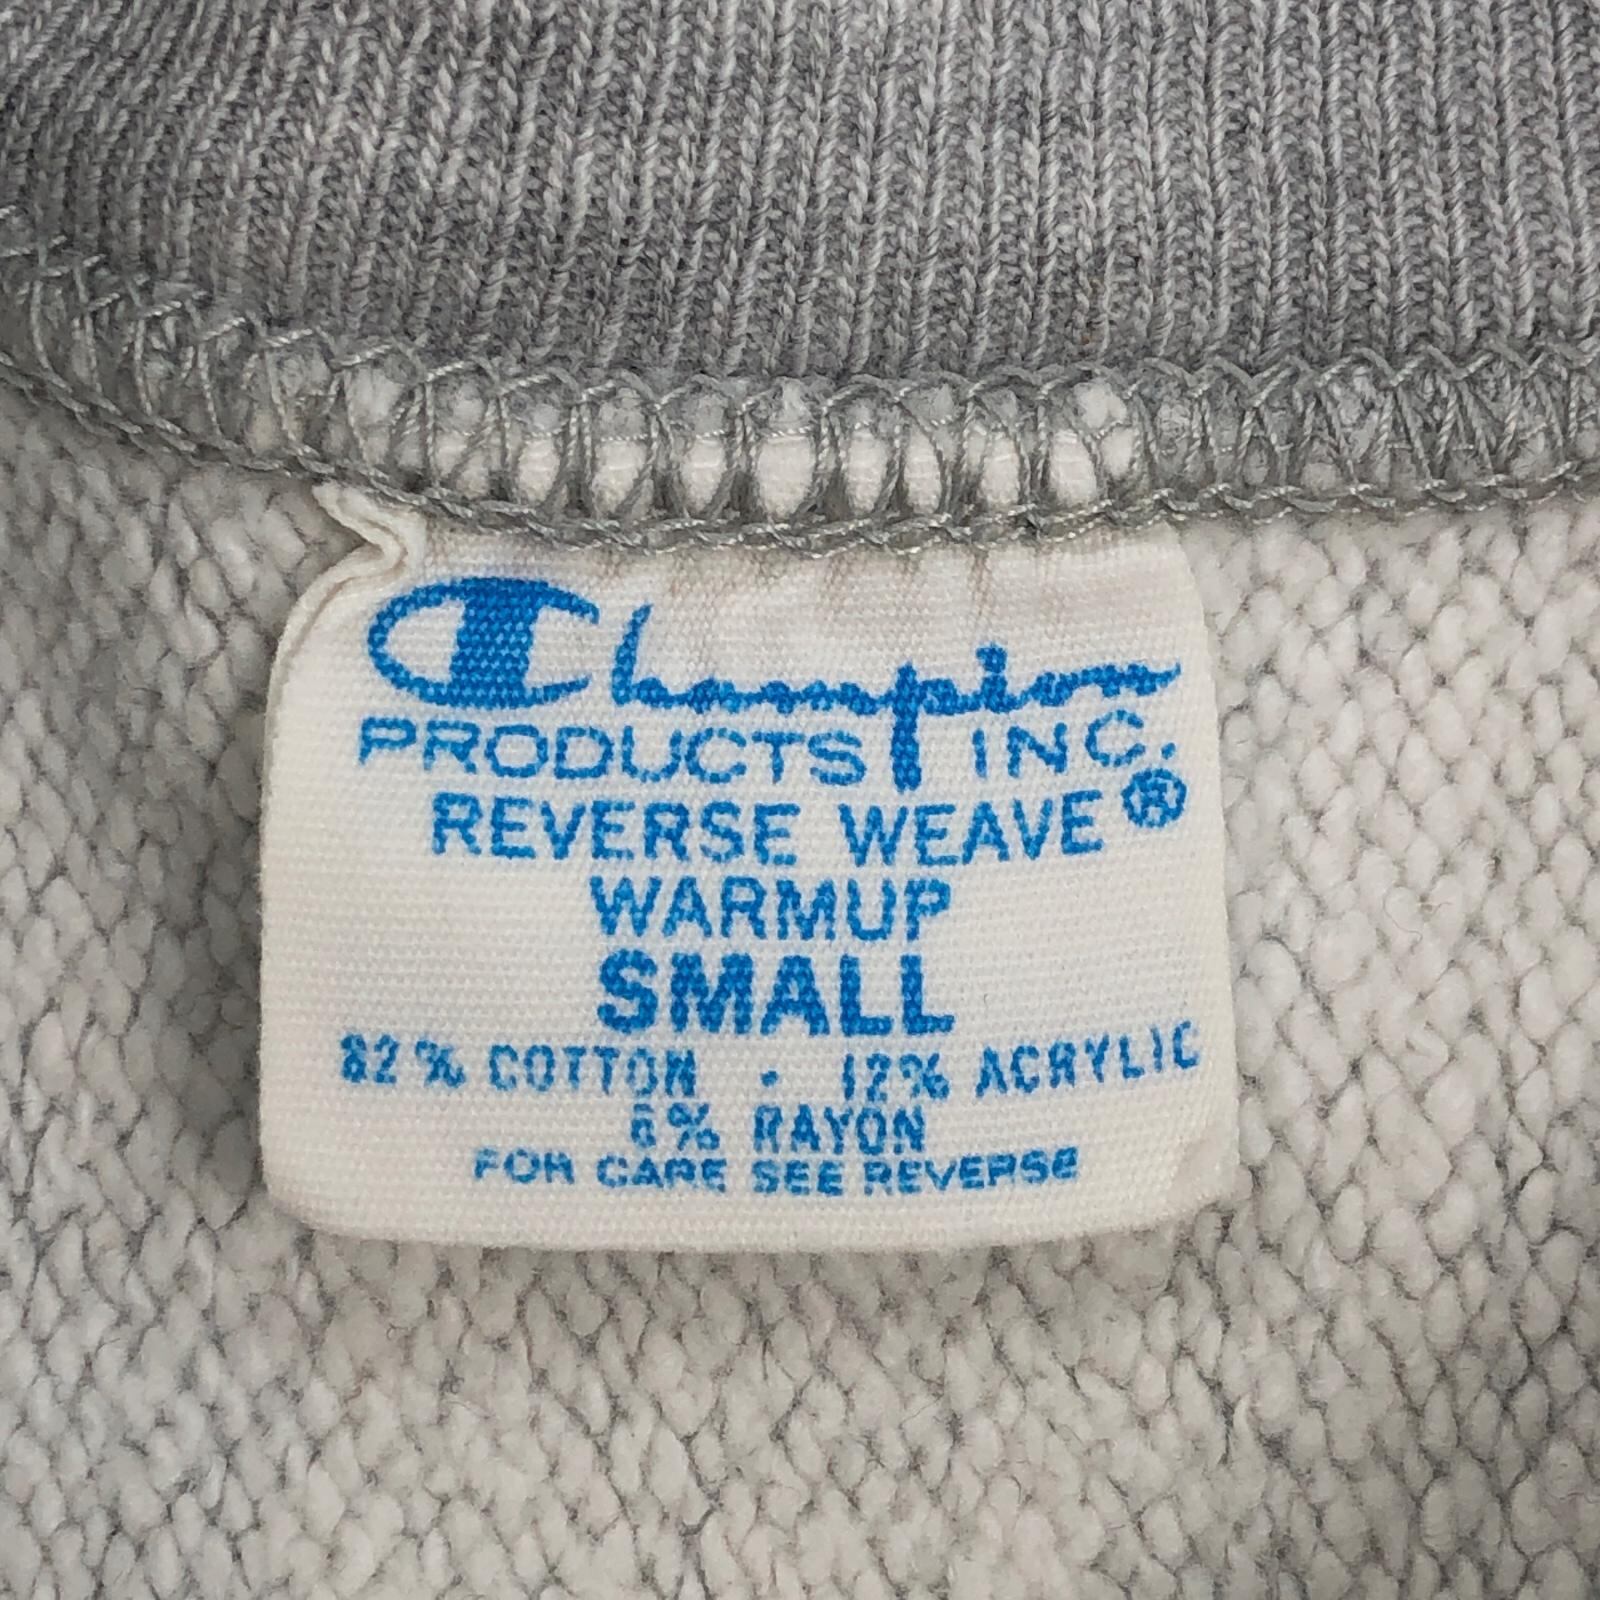 Champion
PRODUCTS INC.
REVERSE WEAVE®
WARMUP
SMALL
82% COTTON · 12% ACRYLIC
6% RAYON
FOR CARE SEE REVERSE